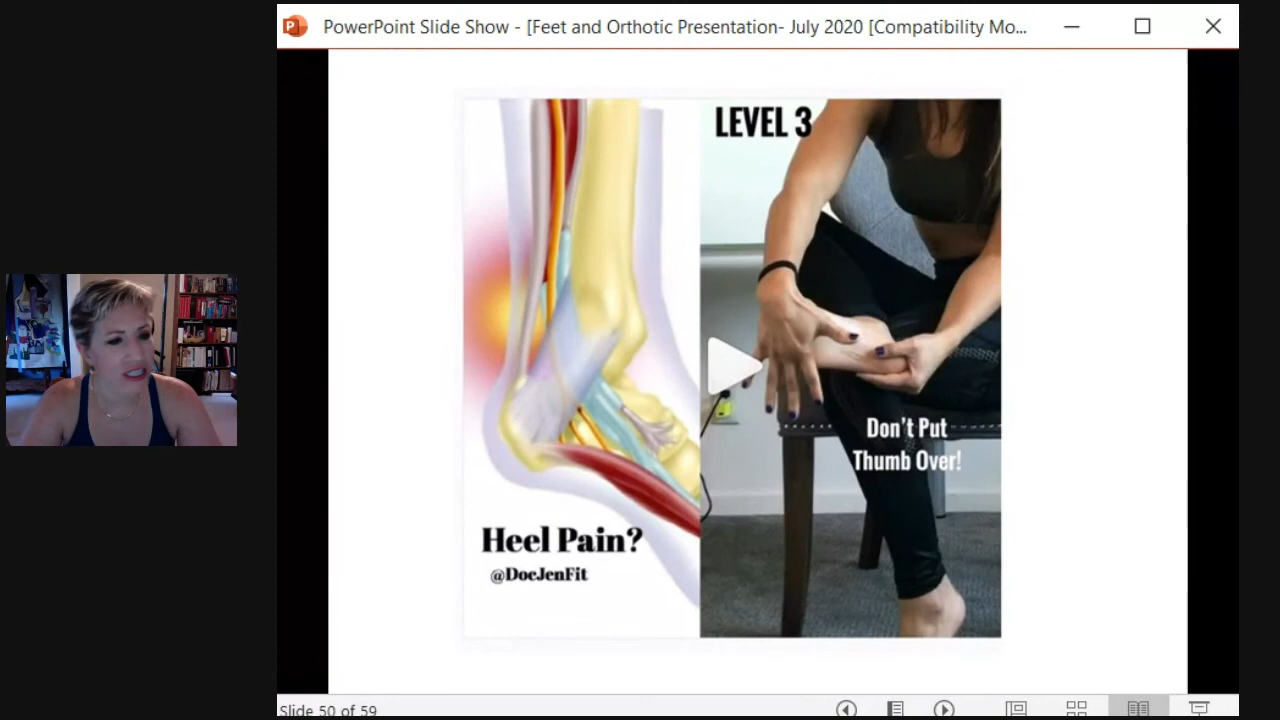 PowerPoint Slide Show - [Feet and Orthotic Presentation- July 2020 [Compatibility Mo...
LEVEL 3
Don't Put
Thumb Over!
Heel Pain?
@DocJenFit
Slide 50 of 59